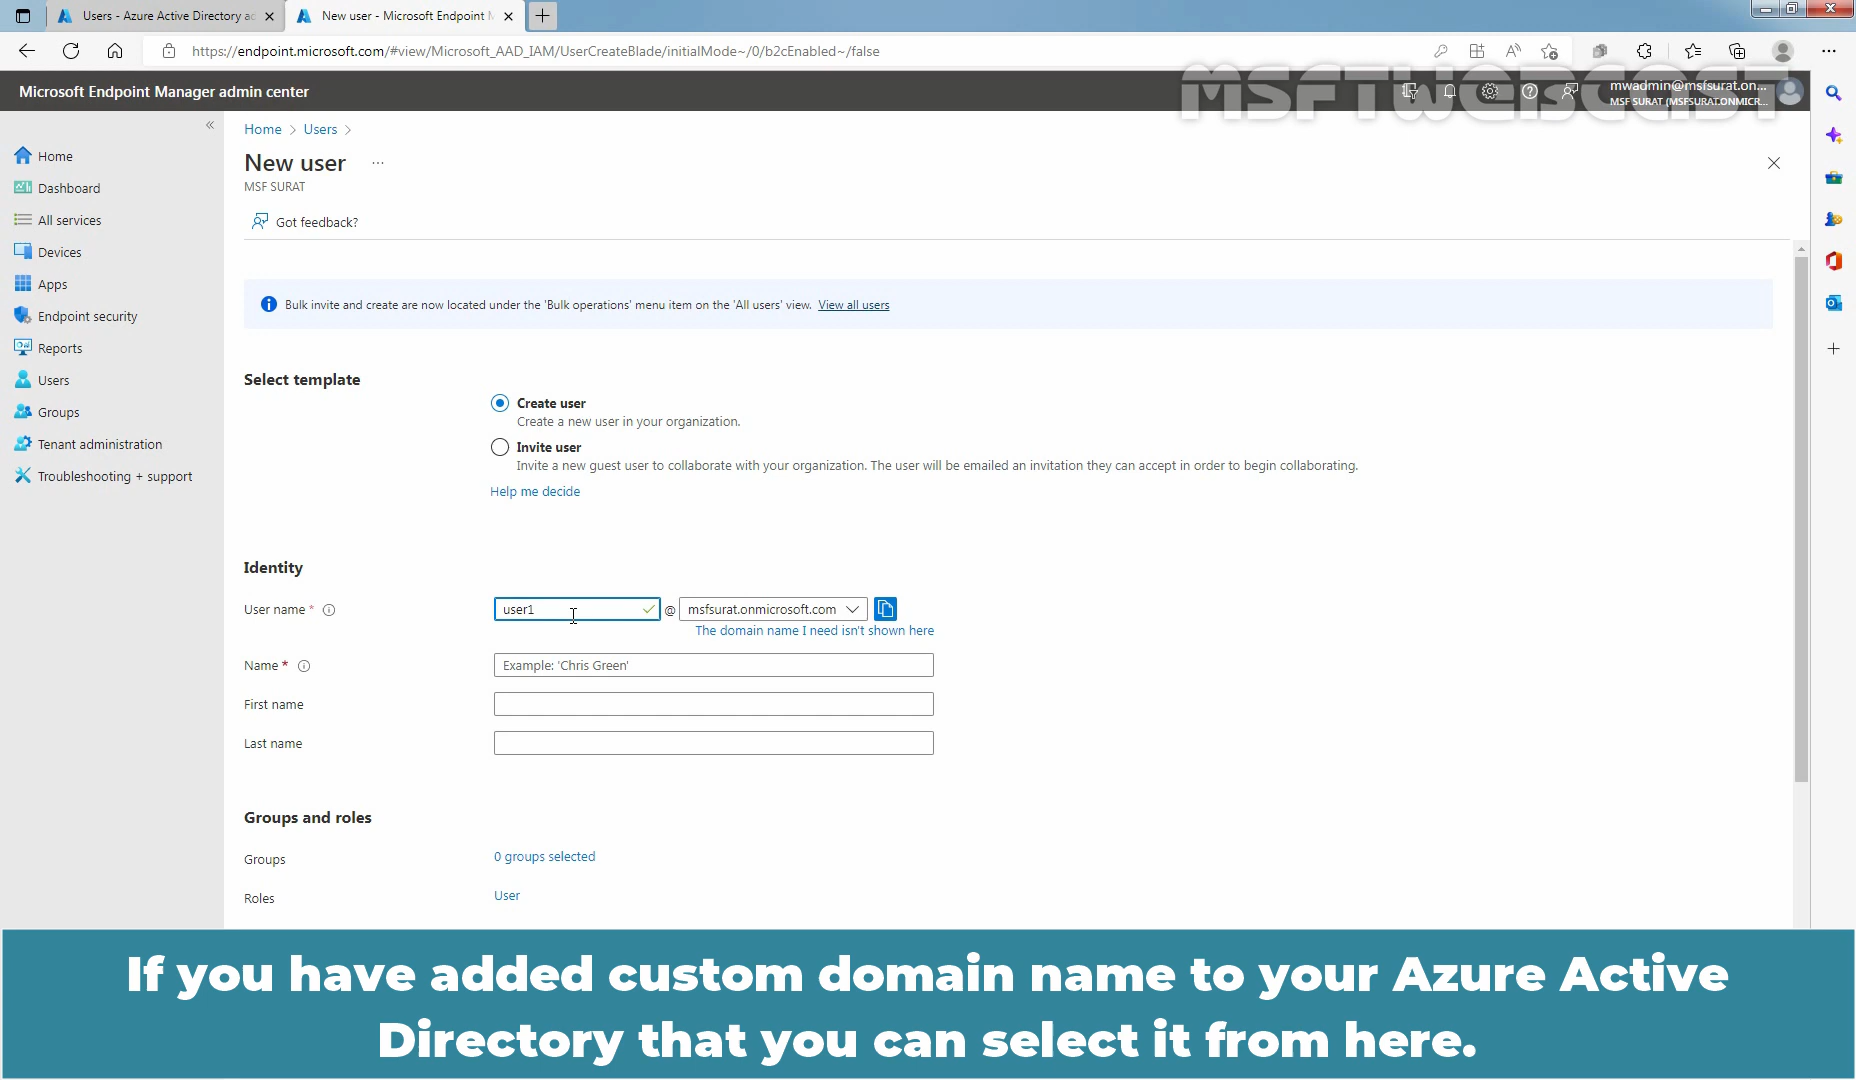 Users - Azure Active Directory ad
New user - Microsoft Endpoint M
https://endpoint.microsoft.com/#view/Microsoft_AAD_IAM/UserCreateBlade/initialMode~/0/b2cEnabled~/false
MSFTWEBCAST
Microsoft Endpoint Manager admin center
mwadmin@msfsurat.on...
MSF SURAT (MSFSURAT.ONMICR...
Home
Dashboard
All services
Devices
Apps
Endpoint security
Reports
Users
Groups
Tenant administration
Troubleshooting + support
Home > Users >
New user ...
MSF SURAT
Got feedback?
Bulk invite and create are now located under the 'Bulk operations' menu item on the 'All users' view. View all users
Select template
Create user
Create a new user in your organization.
Invite user
Invite a new guest user to collaborate with your organization. The user will be emailed an invitation they can accept in order to begin collaborating.
Help me decide
Identity
User name * user1 @ msfsurat.onmicrosoft.com
The domain name I need isn't shown here
Name * Example: 'Chris Green'
First name
Last name
Groups and roles
Groups 0 groups selected
Roles User
If you have added custom domain name to your Azure Active
Directory that you can select it from here.